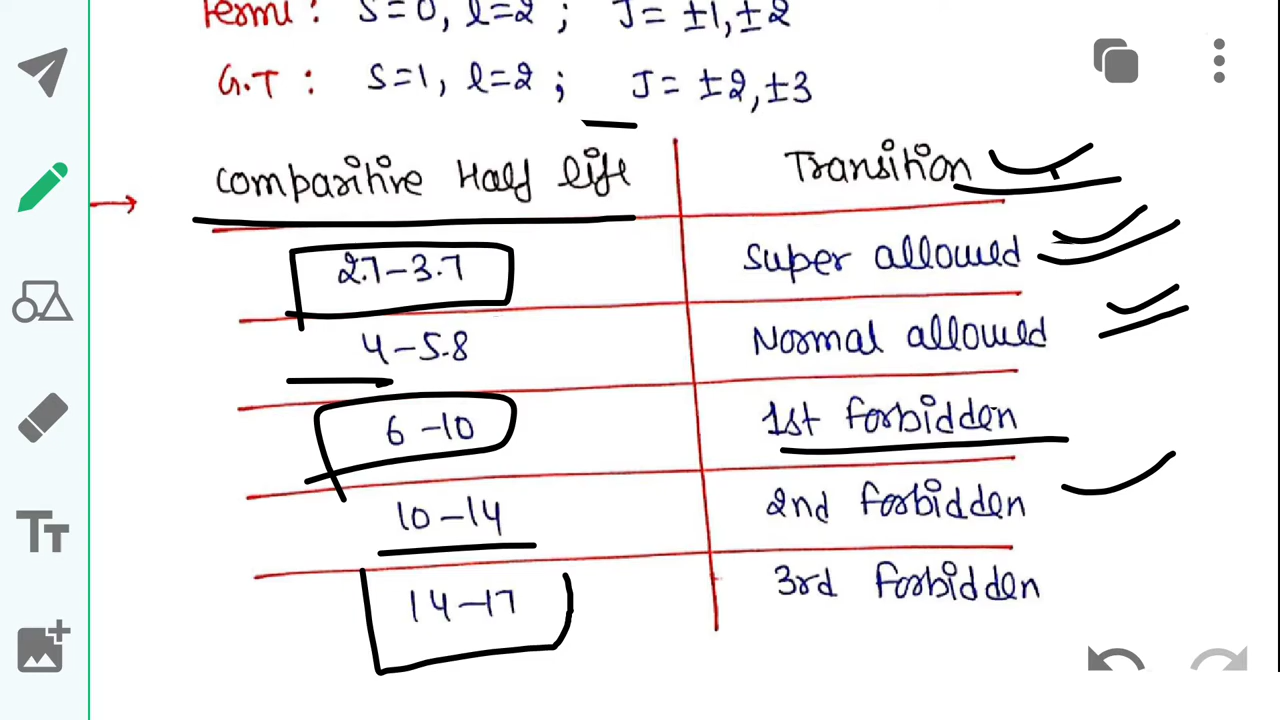 Fermi : S=0, l=2 ; J= ±1, ±2
G.T : S=1, l=2 ; J= ±2, ±3
Comparitive Half life Transition
2.7-3.7 Super allowed
4-5.8 Normal allowed
6-10 1st forbidden
10-14 2nd forbidden
14-17 3rd forbidden
TT